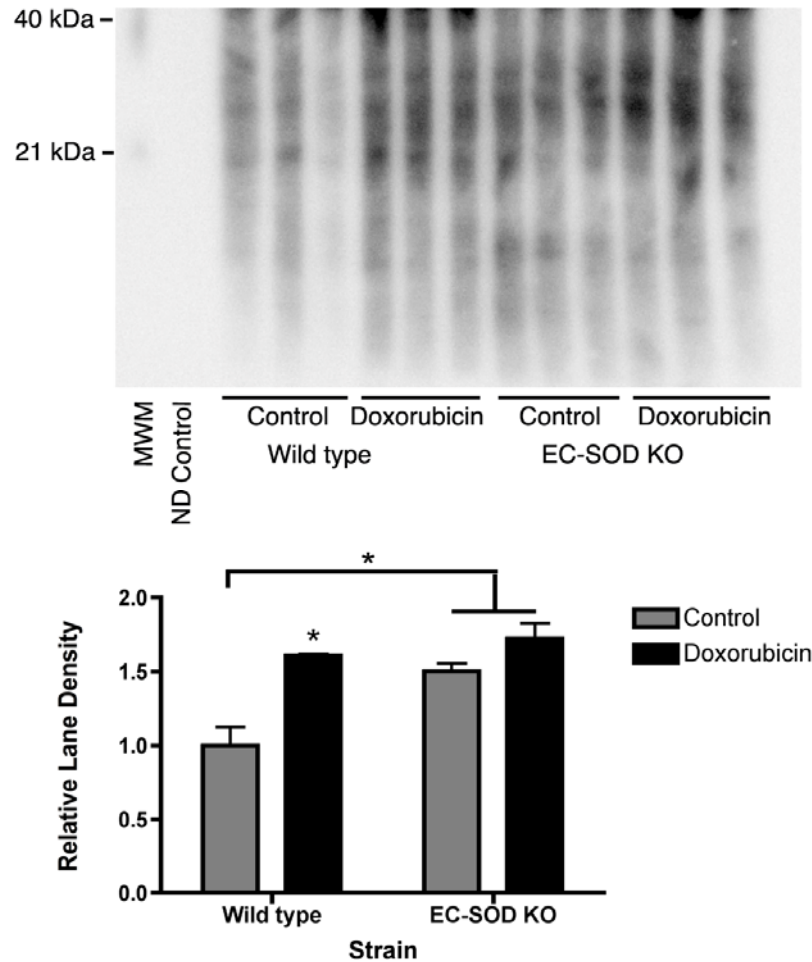 40 kDa
21 kDa
MWM
ND Control
Control Doxorubicin Control Doxorubicin
Wild type EC-SOD KO
*
2.0
*
1.5
1.0
0.5
0.0
Relative Lane Density
Control
Doxorubicin
Wild type EC-SOD KO
Strain